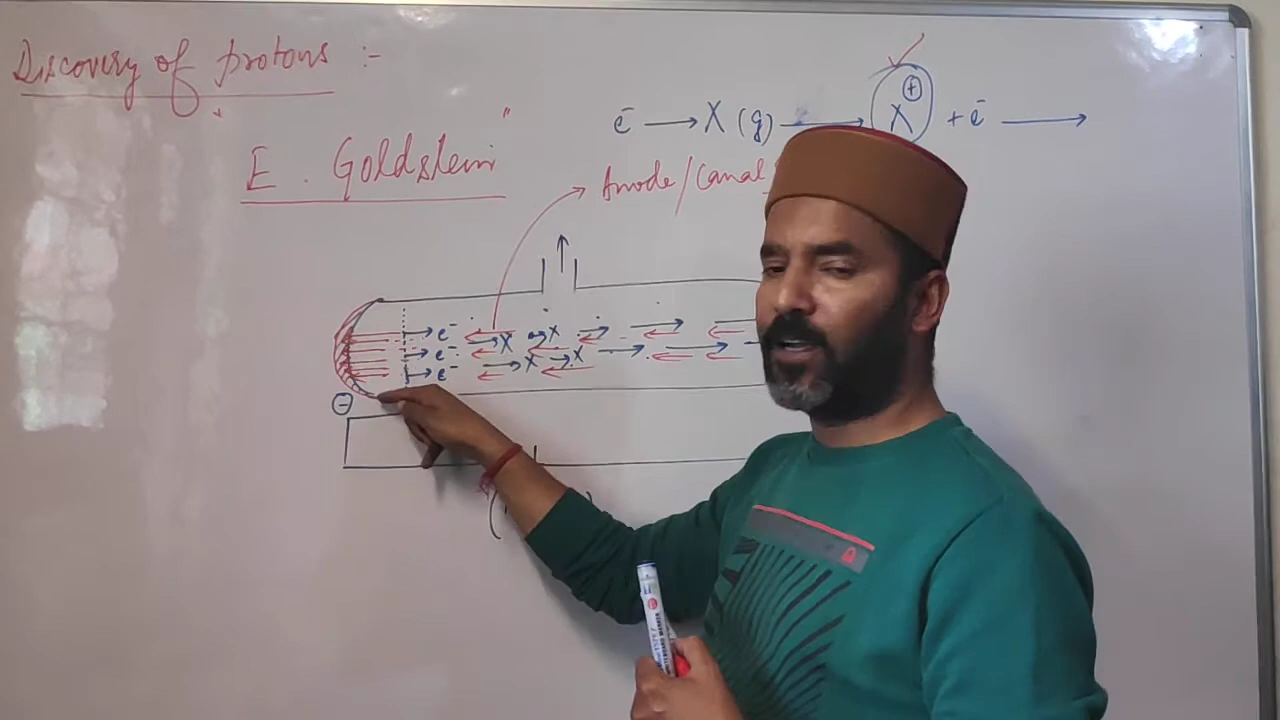 Discovery of protons :-
e⁻ → X (g) → X⁺ + e⁻ →
E. Goldstein"
Anode/Canal
e⁻ X X
e⁻ X X
e⁻
⊖